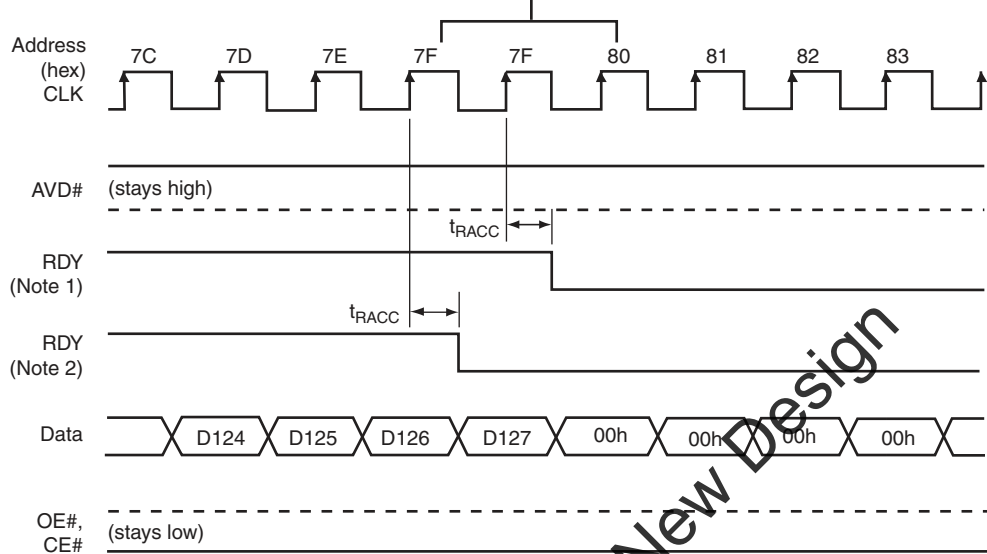 Address
(hex)
CLK
7C 7D 7E 7F 7F 80 81 82 83
AVD#
(stays high)
tRACC
RDY
(Note 1)
tRACC
RDY
(Note 2)
Data
D124 D125 D126 D127 00h 00h 00h 00h
OE#,
CE#
(stays low)
New Design